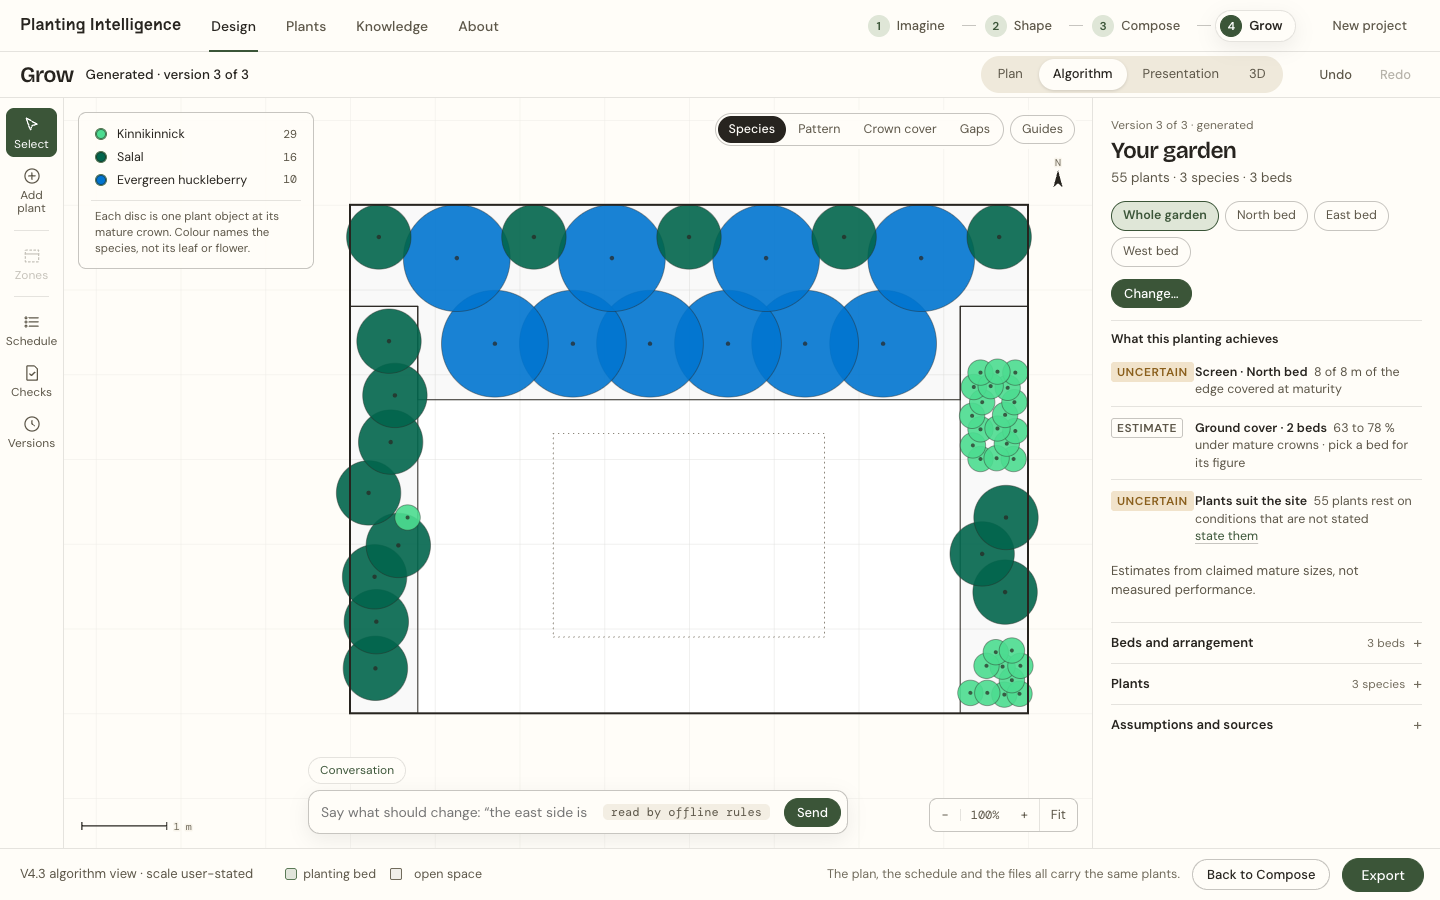 Planting Intelligence
Design
Plants
Knowledge
About
1 Imagine
2 Shape
3 Compose
4 Grow
New project
Grow
Generated · version 3 of 3
Plan
Algorithm
Presentation
3D
Undo
Redo
Select
Add plant
Zones
Schedule
Checks
Versions
Kinnikinnick 29
Salal 16
Evergreen huckleberry 10
Each disc is one plant object at its
mature crown. Colour names the
species, not its leaf or flower.
Species
Pattern
Crown cover
Gaps
Guides
N
Version 3 of 3 · generated
Your garden
55 plants · 3 species · 3 beds
Whole garden
North bed
East bed
West bed
Change…
What this planting achieves
UNCERTAIN Screen · North bed 8 of 8 m of the
edge covered at maturity
ESTIMATE Ground cover · 2 beds 63 to 78 %
under mature crowns · pick a bed for
its figure
UNCERTAIN Plants suit the site 55 plants rest on
conditions that are not stated
state them
Estimates from claimed mature sizes, not
measured performance.
Beds and arrangement 3 beds +
Plants 3 species +
Assumptions and sources +
Conversation
Say what should change: “the east side is
read by offline rules
Send
1 m
− 100% + Fit
V4.3 algorithm view · scale user-stated
planting bed
open space
The plan, the schedule and the files all carry the same plants.
Back to Compose
Export